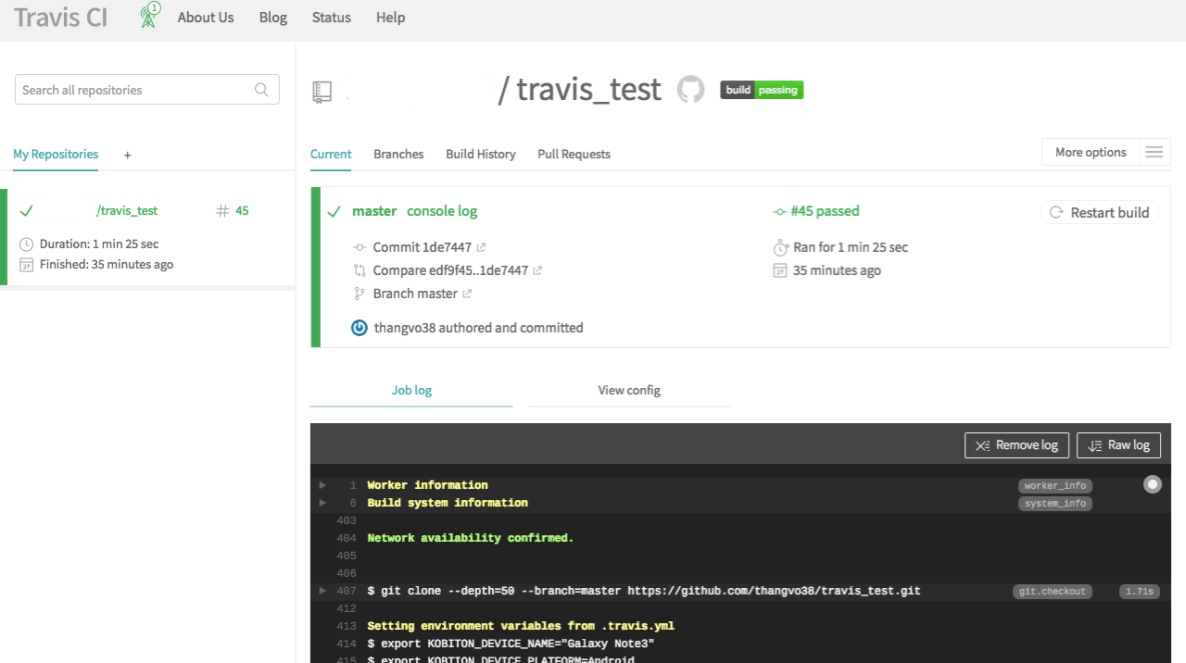 Travis CI 1 About Us Blog Status Help
Search all repositories
/ travis_test build passing
My Repositories +
Current Branches Build History Pull Requests More options
/travis_test # 45
Duration: 1 min 25 sec
Finished: 35 minutes ago
master console log #45 passed Restart build
Commit 1de7447 Ran for 1 min 25 sec
Compare edf9f45..1de7447 35 minutes ago
Branch master
thangvo38 authored and committed
Job log View config
Remove log Raw log
1 Worker information worker_info
6 Build system information system_info
403
404 Network availability confirmed.
405
406
407 $ git clone --depth=50 --branch=master https://github.com/thangvo38/travis_test.git git.checkout 1.71s
412
413 Setting environment variables from .travis.yml
414 $ export KOBITON_DEVICE_NAME="Galaxy Note3"
415 $ export KOBITON_DEVICE_PLATFORM=Android